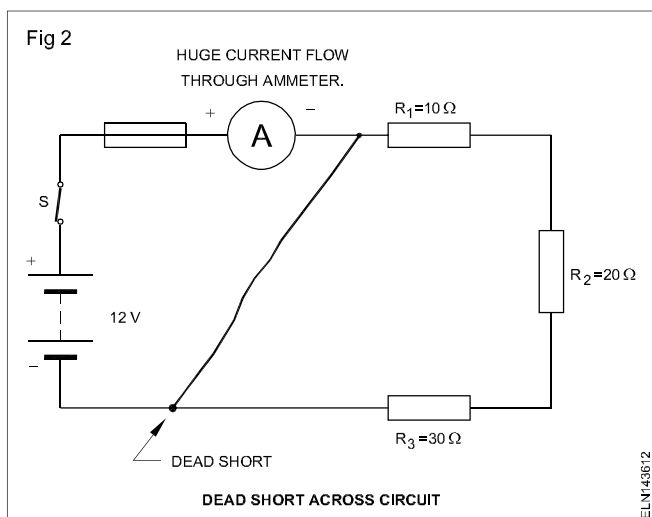 Fig 2
HUGE CURRENT FLOW
THROUGH AMMETER.
+
−
A
R₁=10 Ω
S
+
12 V
−
R₂=20 Ω
R₃=30 Ω
DEAD SHORT
DEAD SHORT ACROSS CIRCUIT
ELN143612